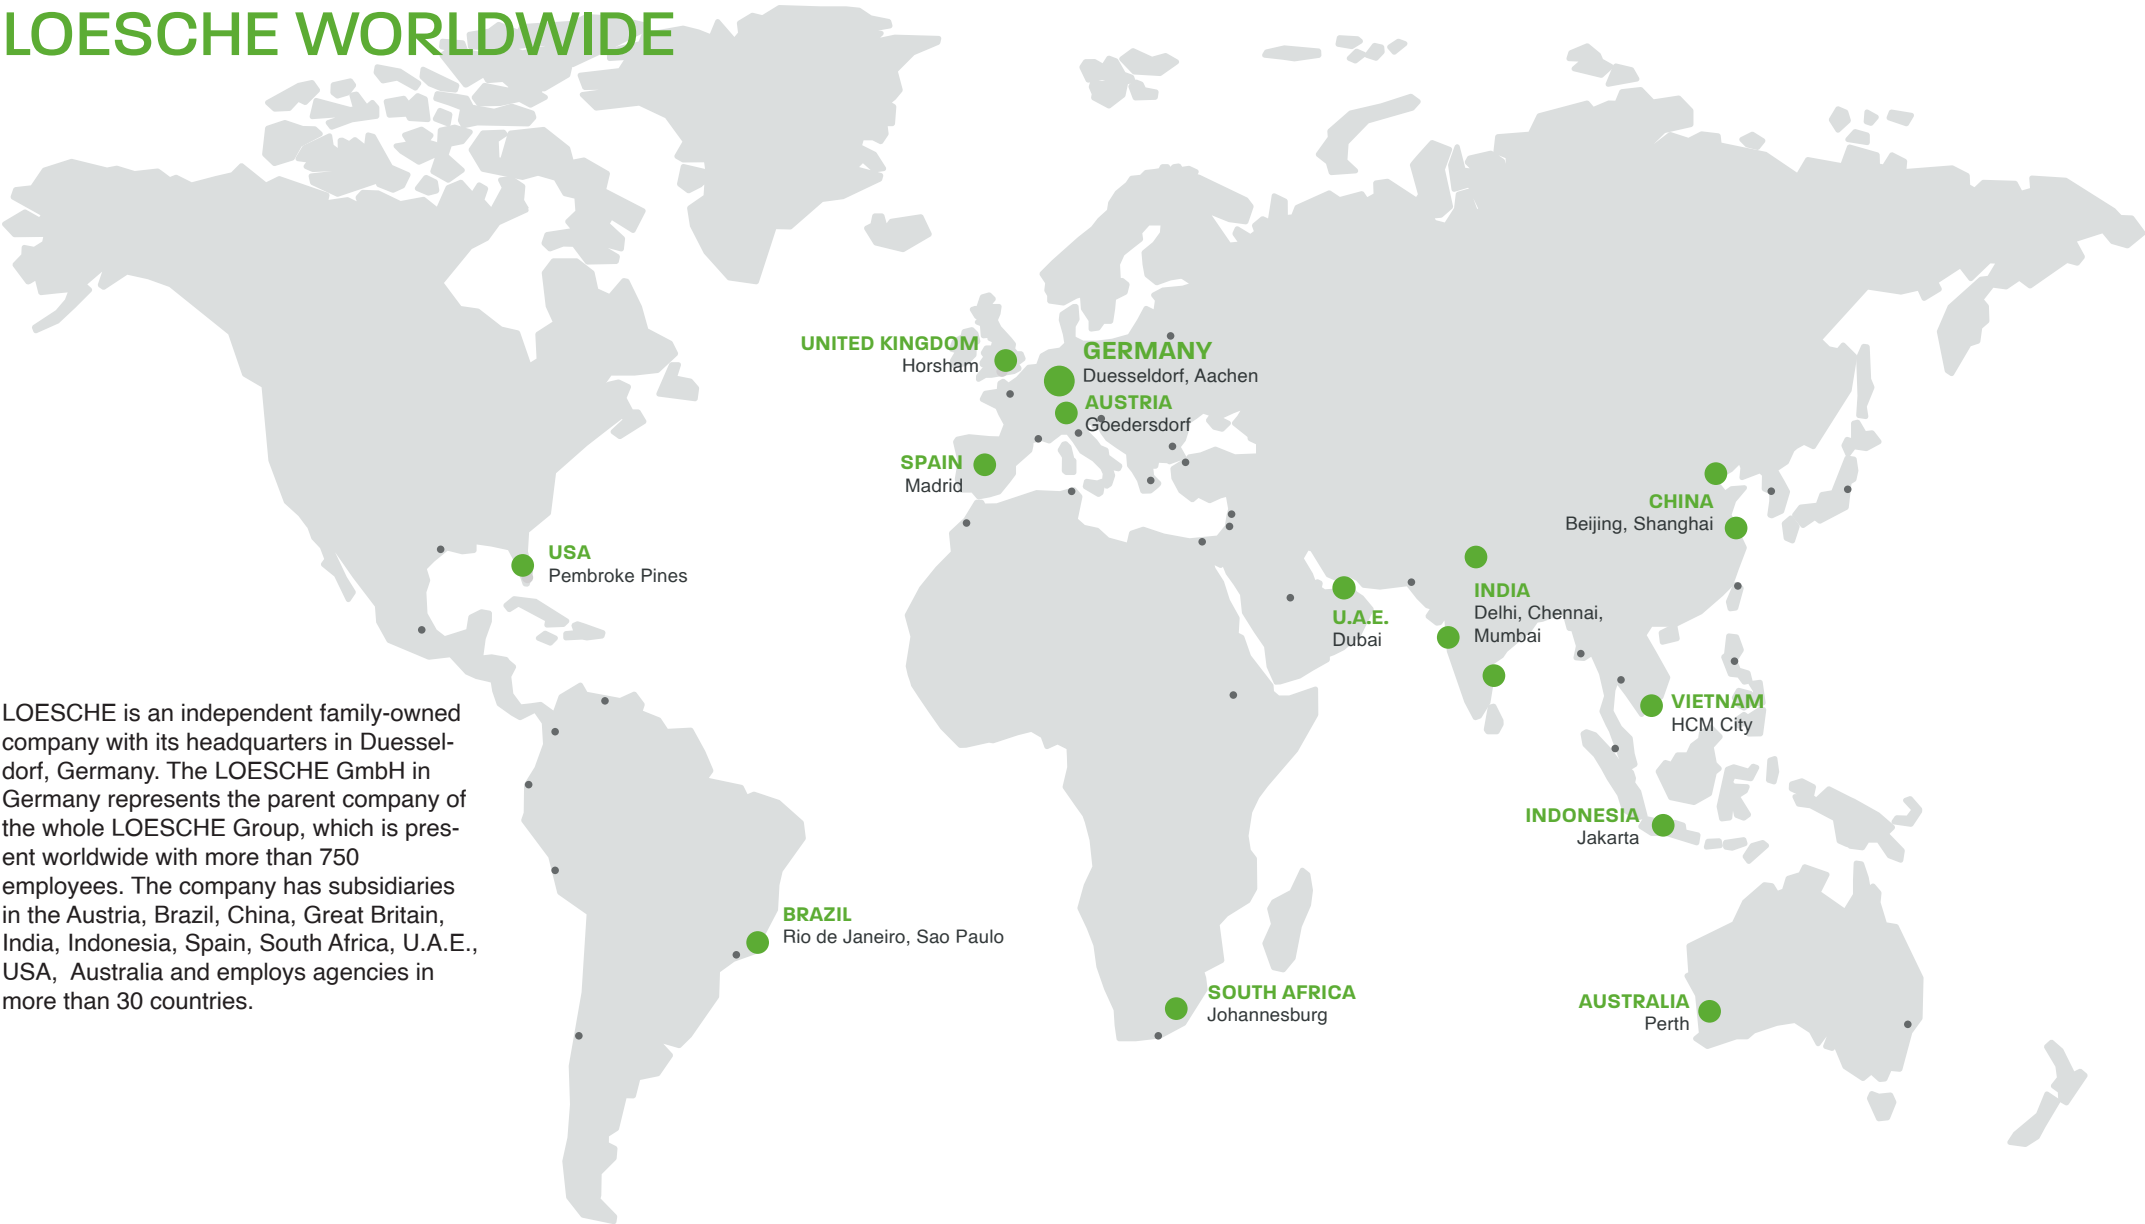 LOESCHE WORLDWIDE
UNITED KINGDOM
Horsham
GERMANY
Duesseldorf, Aachen
AUSTRIA
Goedersdorf
SPAIN
Madrid
CHINA
Beijing, Shanghai
USA
Pembroke Pines
INDIA
Delhi, Chennai,
Mumbai
U.A.E.
Dubai
VIETNAM
HCM City
LOESCHE is an independent family-owned
company with its headquarters in Duessel-
dorf, Germany. The LOESCHE GmbH in
Germany represents the parent company of
the whole LOESCHE Group, which is pres-
ent worldwide with more than 750
employees. The company has subsidiaries
in the Austria, Brazil, China, Great Britain,
India, Indonesia, Spain, South Africa, U.A.E.,
USA,  Australia and employs agencies in
more than 30 countries.
INDONESIA
Jakarta
BRAZIL
Rio de Janeiro, Sao Paulo
SOUTH AFRICA
Johannesburg
AUSTRALIA
Perth